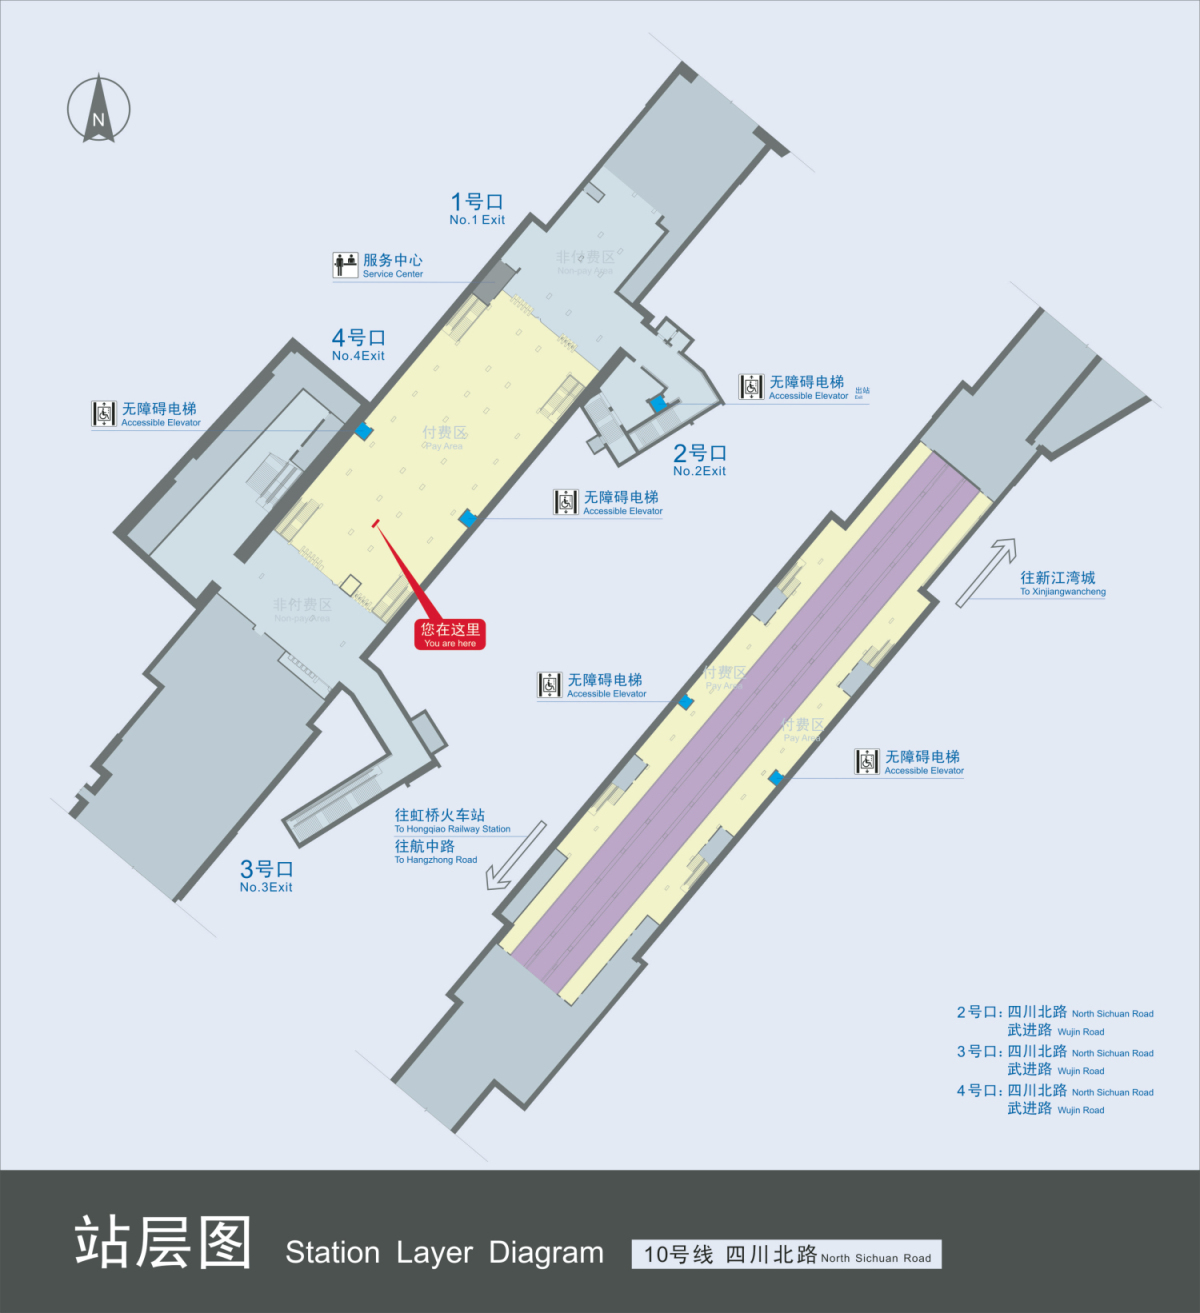 N
1号口
No.1 Exit
非付费区
Non-pay Area
服务中心
Service Center
4号口
No.4Exit
无障碍电梯
Accessible Elevator
出站
Exit
无障碍电梯
Accessible Elevator
付费区
Pay Area
2号口
No.2Exit
无障碍电梯
Accessible Elevator
往新江湾城
To Xinjiangwancheng
非付费区
Non-pay Area
您在这里
You are here
无障碍电梯
Accessible Elevator
付费区
Pay Area
付费区
Pay Area
无障碍电梯
Accessible Elevator
往虹桥火车站
To Hongqiao Railway Station
往航中路
To Hangzhong Road
3号口
No.3Exit
2号口: 四川北路 North Sichuan Road
武进路 Wujin Road
3号口: 四川北路 North Sichuan Road
武进路 Wujin Road
4号口: 四川北路 North Sichuan Road
武进路 Wujin Road
站层图 Station Layer Diagram 10号线 四川北路 North Sichuan Road